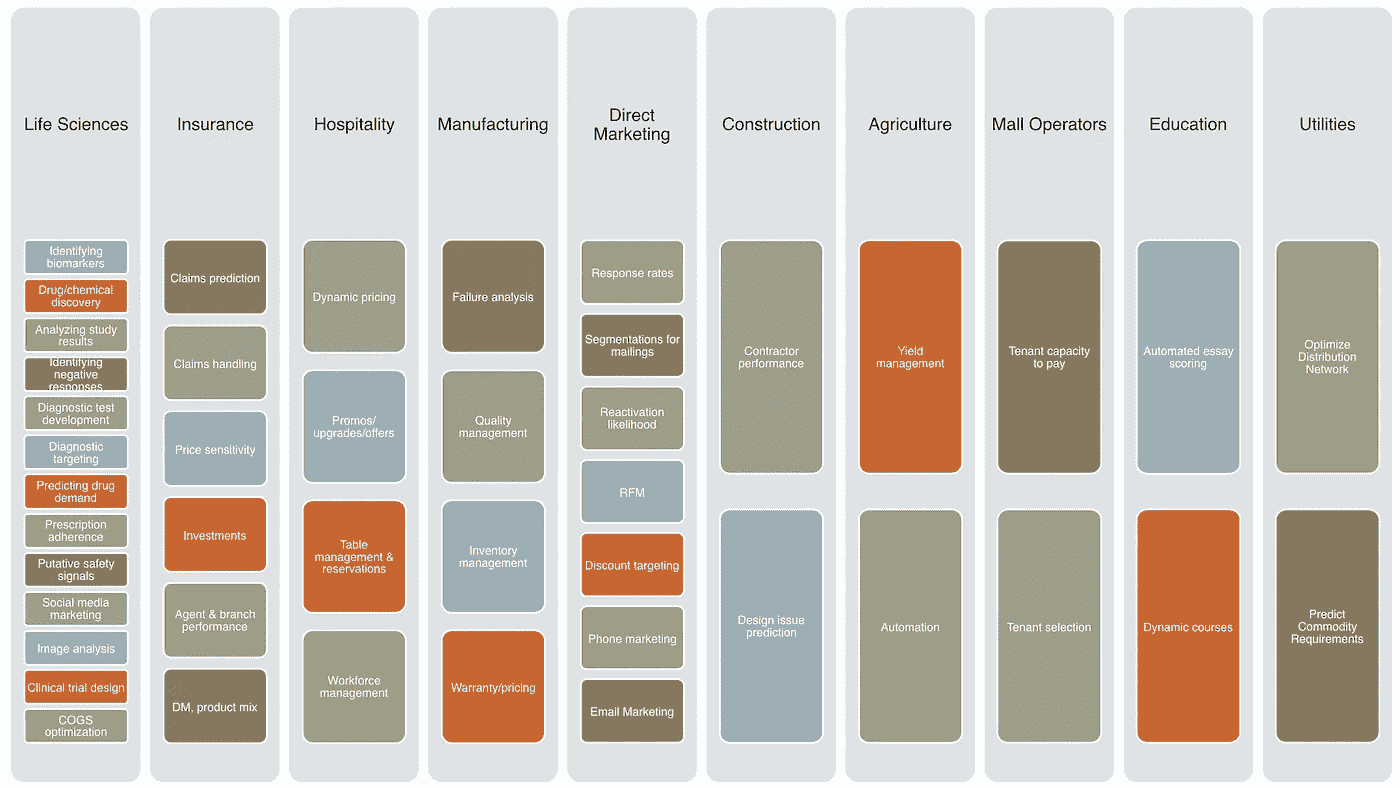 Life Sciences
Identifying
biomarkers
Drug/chemical
discovery
Analyzing study
results
Identifying
negative
responses
Diagnostic test
development
Diagnostic
targeting
Predicting drug
demand
Prescription
adherence
Putative safety
signals
Social media
marketing
Image analysis
Clinical trial design
COGS
optimization
Insurance
Claims prediction
Claims handling
Price sensitivity
Investments
Agent & branch
performance
DM, product mix
Hospitality
Dynamic pricing
Promos/
upgrades/offers
Table
management &
reservations
Workforce
management
Manufacturing
Failure analysis
Quality
management
Inventory
management
Warranty/pricing
Direct
Marketing
Response rates
Segmentations for
mailings
Reactivation
likelihood
RFM
Discount targeting
Phone marketing
Email Marketing
Construction
Contractor
performance
Design issue
prediction
Agriculture
Yield
management
Automation
Mall Operators
Tenant capacity
to pay
Tenant selection
Education
Automated essay
scoring
Dynamic courses
Utilities
Optimize
Distribution
Network
Predict
Commodity
Requirements